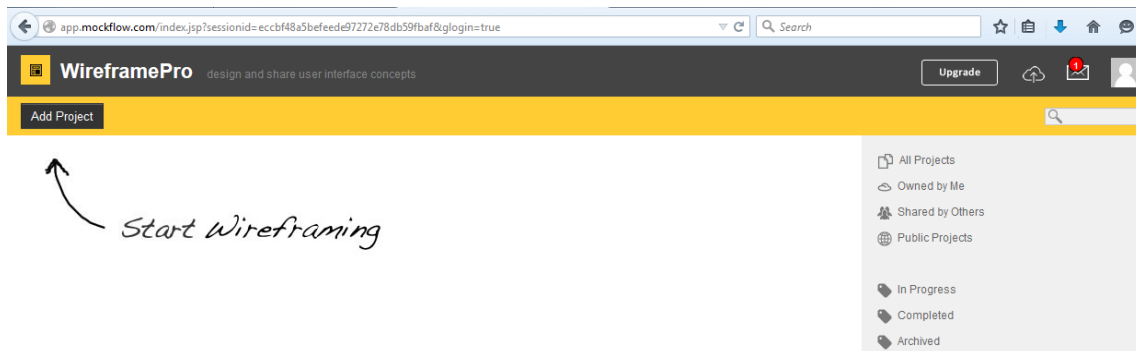 app.mockflow.com/index.jsp?sessionid=eccbf48a5befeede97272e78db59fbaf&glogin=true
Search
WireframePro design and share user interface concepts
Upgrade
1
Add Project
Start Wireframing
All Projects
Owned by Me
Shared by Others
Public Projects
In Progress
Completed
Archived